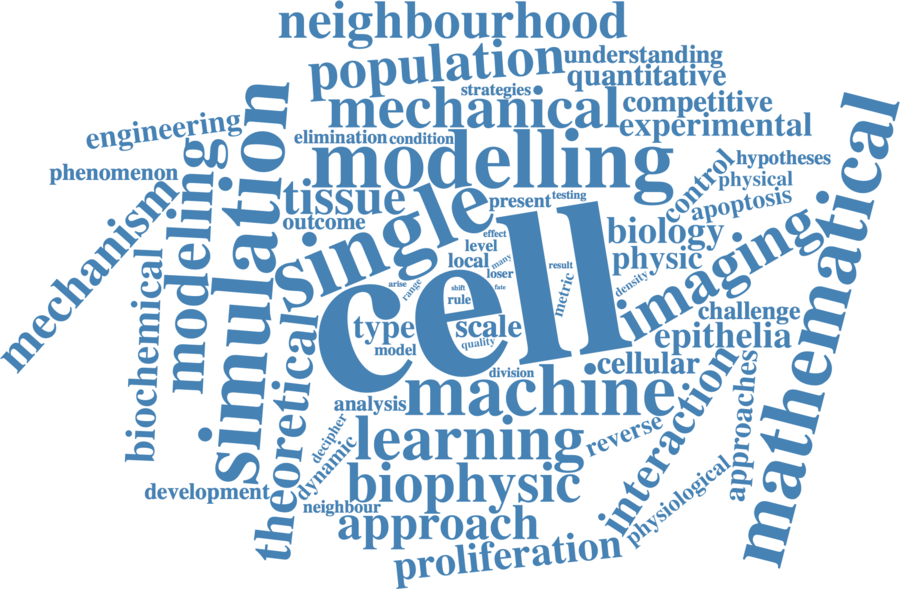 neighbourhood
population
understanding
quantitative
strategies
mechanical
competitive
experimental
engineering
elimination
condition
modelling
mathematical
hypotheses
phenomenon
control
physical
simulation
modeling
mechanism
tissue
single
present
testing
apoptosis
outcome
cell
effect
biology
level
many
local
loser
result
physic
imaging
arise
range
shift
fate
rule
metric
density
biochemical
theoretical
type
scale
challenge
epithelia
model
quality
cellular
division
machine
interaction
approaches
analysis
decipher
learning
reverse
dynamic
development
biophysic
physiological
neighbour
approach
proliferation